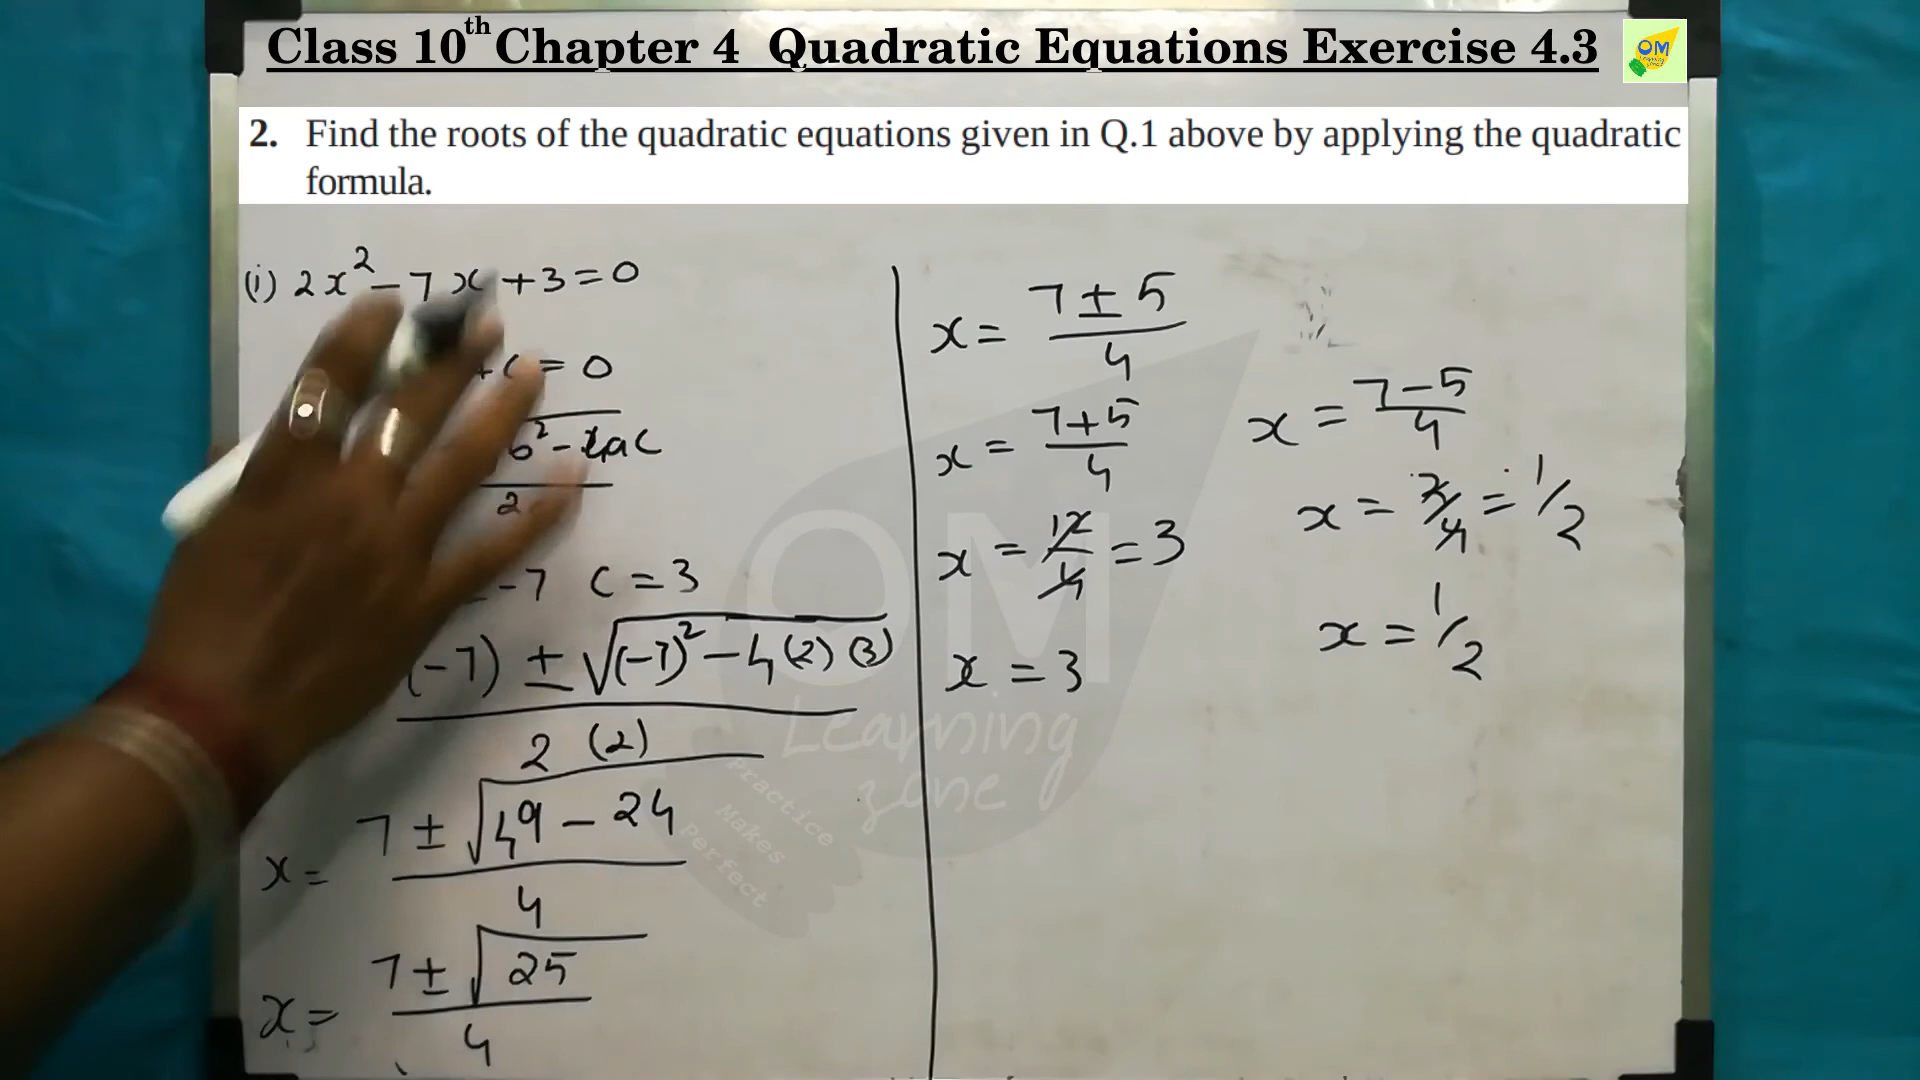 Class 10th Chapter 4 Quadratic Equations Exercise 4.3
OM
Learning
zone
2. Find the roots of the quadratic equations given in Q.1 above by applying the quadratic
formula.
(i) 2x² - 7x + 3 = 0
+ c = 0
b² - 4ac
2
= -7 c = 3
(-7) ± √(-7)² - 4(2)(3)
2 (2)
x = 7 ± √49 - 24
4
x = 7 ± √25
4
x = 7 ± 5
4
x = 7 + 5
4
x = 12/4 = 3
x = 3
x = 7 - 5
4
x = 2/4 = 1/2
x = 1/2
OM
Learning
zone
Practice
Makes
Perfect